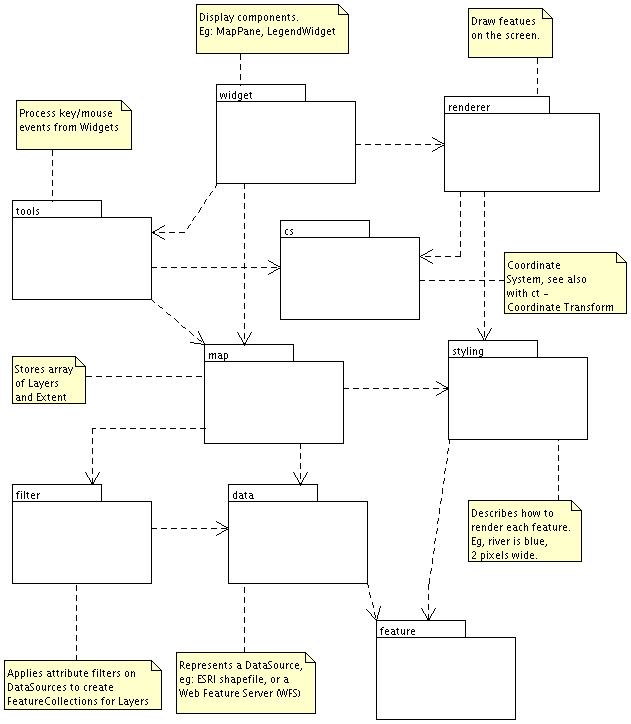 Display components.
Eg: MapPane, LegendWidget
Draw featues
on the screen.
widget
renderer
Process key/mouse
events from Widgets
tools
cs
Coordinate
System, see also
with ct -
Coordinate Transform
map
styling
Stores array
of Layers
and Extent
filter
data
Describes how to
render each feature.
Eg, river is blue,
2 pixels wide.
feature
Applies attribute filters on
DataSources to create
FeatureCollections for Layers
Represents a DataSource,
eg: ESRI shapefile, or a
Web Feature Server (WFS)